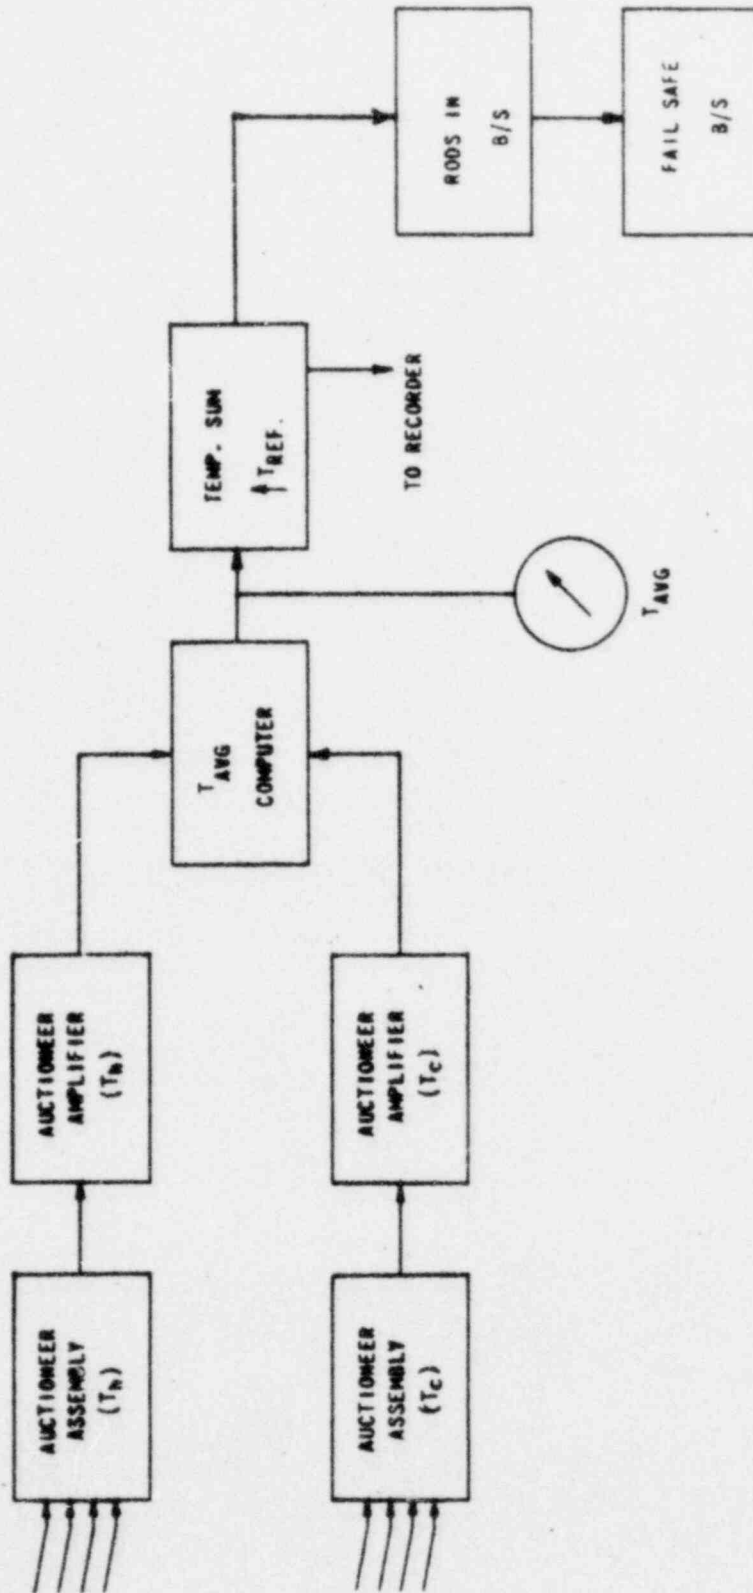 AUCTIONEER
ASSEMBLY
(Th)
AUCTIONEER
AMPLIFIER
(Th)
AUCTIONEER
ASSEMBLY
(Tc)
AUCTIONEER
AMPLIFIER
(Tc)
TAVG
COMPUTER
TAVG
TEMP. SUM
TREF.
TO RECORDER
RODS IN
B/S
FAIL SAFE
B/S